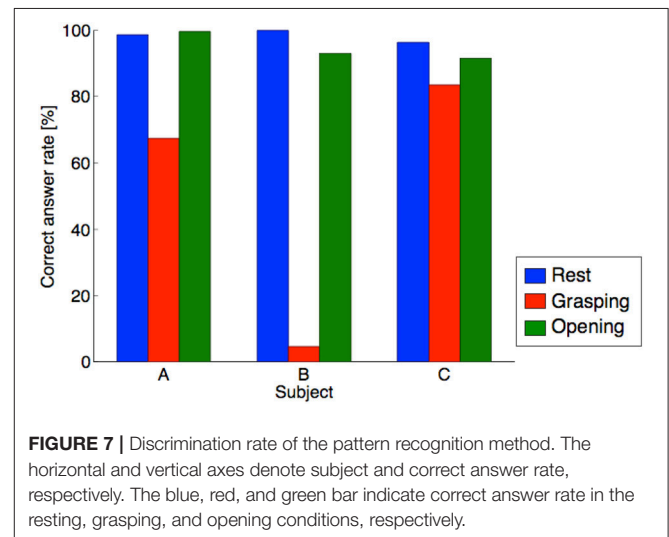 100
80
60
40
20
0
Correct answer rate [%]
A
B
C
Subject
Rest
Grasping
Opening
FIGURE 7 | Discrimination rate of the pattern recognition method. The
horizontal and vertical axes denote subject and correct answer rate,
respectively. The blue, red, and green bar indicate correct answer rate in the
resting, grasping, and opening conditions, respectively.